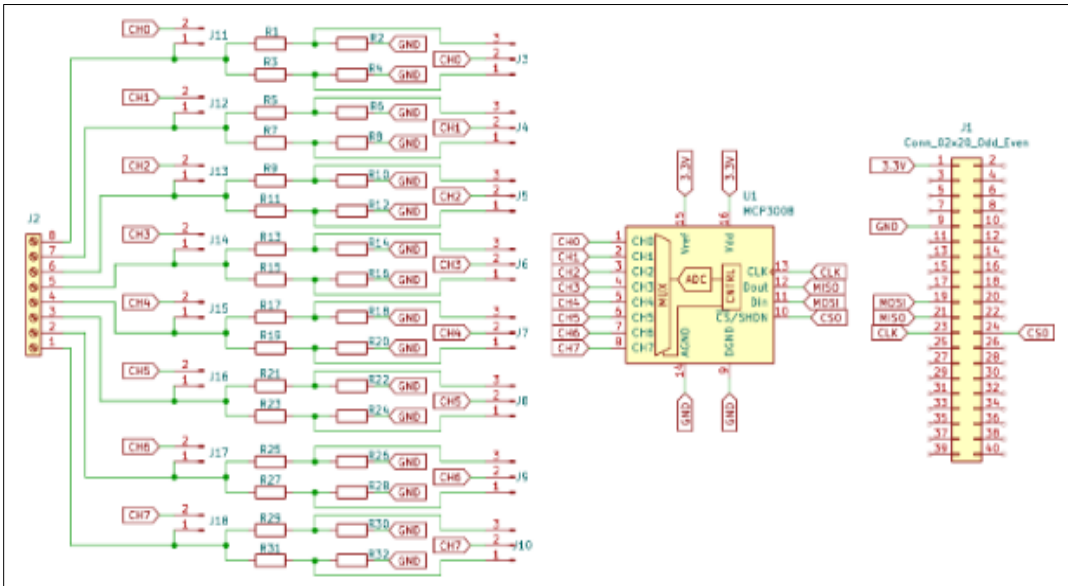 CH0 2 J11
1
R1 R2 GND 3
CH0 2 J3
R3 R4 GND 1
CH1 2 J12
1
R5 R6 GND 3
CH1 2 J4
R7 R8 GND 1
CH2 2 J13
1
R9 R10 GND 3
CH2 2 J5
R11 R12 GND 1
CH3 2 J14
1
R13 R14 GND 3
CH3 2 J6
R15 R16 GND 1
CH4 2 J15
1
R17 R18 GND 3
CH4 2 J7
R19 R20 GND 1
CH5 2 J16
1
R21 R22 GND 3
CH5 2 J8
R23 R24 GND 1
CH6 2 J17
1
R25 R26 GND 3
CH6 2 J9
R27 R28 GND 1
CH7 2 J18
1
R29 R30 GND 3
CH7 2 J10
R31 R32 GND 1
J2
8
7
6
5
4
3
2
1
3.3V 3.3V
U1
MCP3008
15 16
Vref Vdd
CH0 1 CH0
CH1 2 CH1
CH2 3 CH2
CH3 4 CH3
CH4 5 CH4
CH5 6 CH5
CH6 7 CH6
CH7 8 CH7
MUX ADC CNTRL
CLK 13 CLK
Dout 12 MISO
Din 11 MOSI
CS/SHDN 10 CS0
AGND DGND
14 9
GND GND
J1
Conn_02x20_Odd_Even
3.3V 1 2
3 4
5 6
7 8
GND 9 10
11 12
13 14
15 16
17 18
MOSI 19 20
MISO 21 22
CLK 23 24 CS0
25 26
27 28
29 30
31 32
33 34
35 36
37 38
39 40